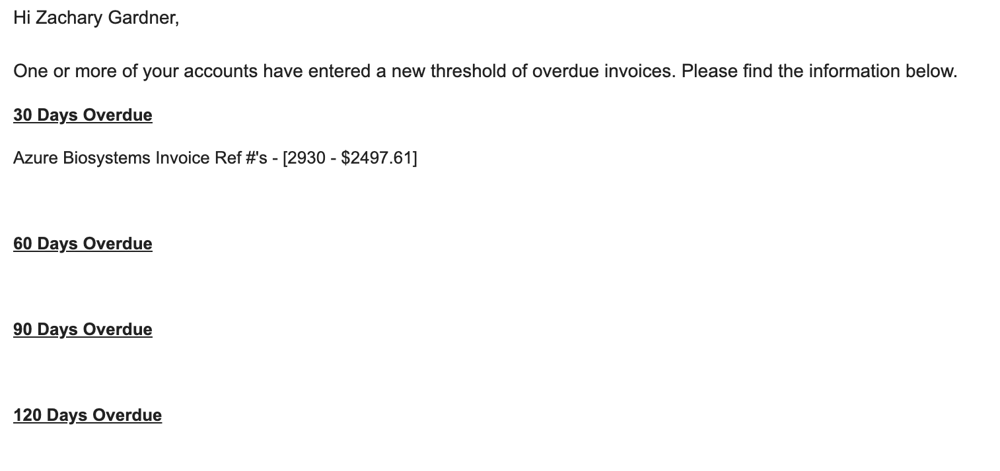 Hi Zachary Gardner,
One or more of your accounts have entered a new threshold of overdue invoices. Please find the information below.
30 Days Overdue
Azure Biosystems Invoice Ref #'s - [2930 - $2497.61]
60 Days Overdue
90 Days Overdue
120 Days Overdue